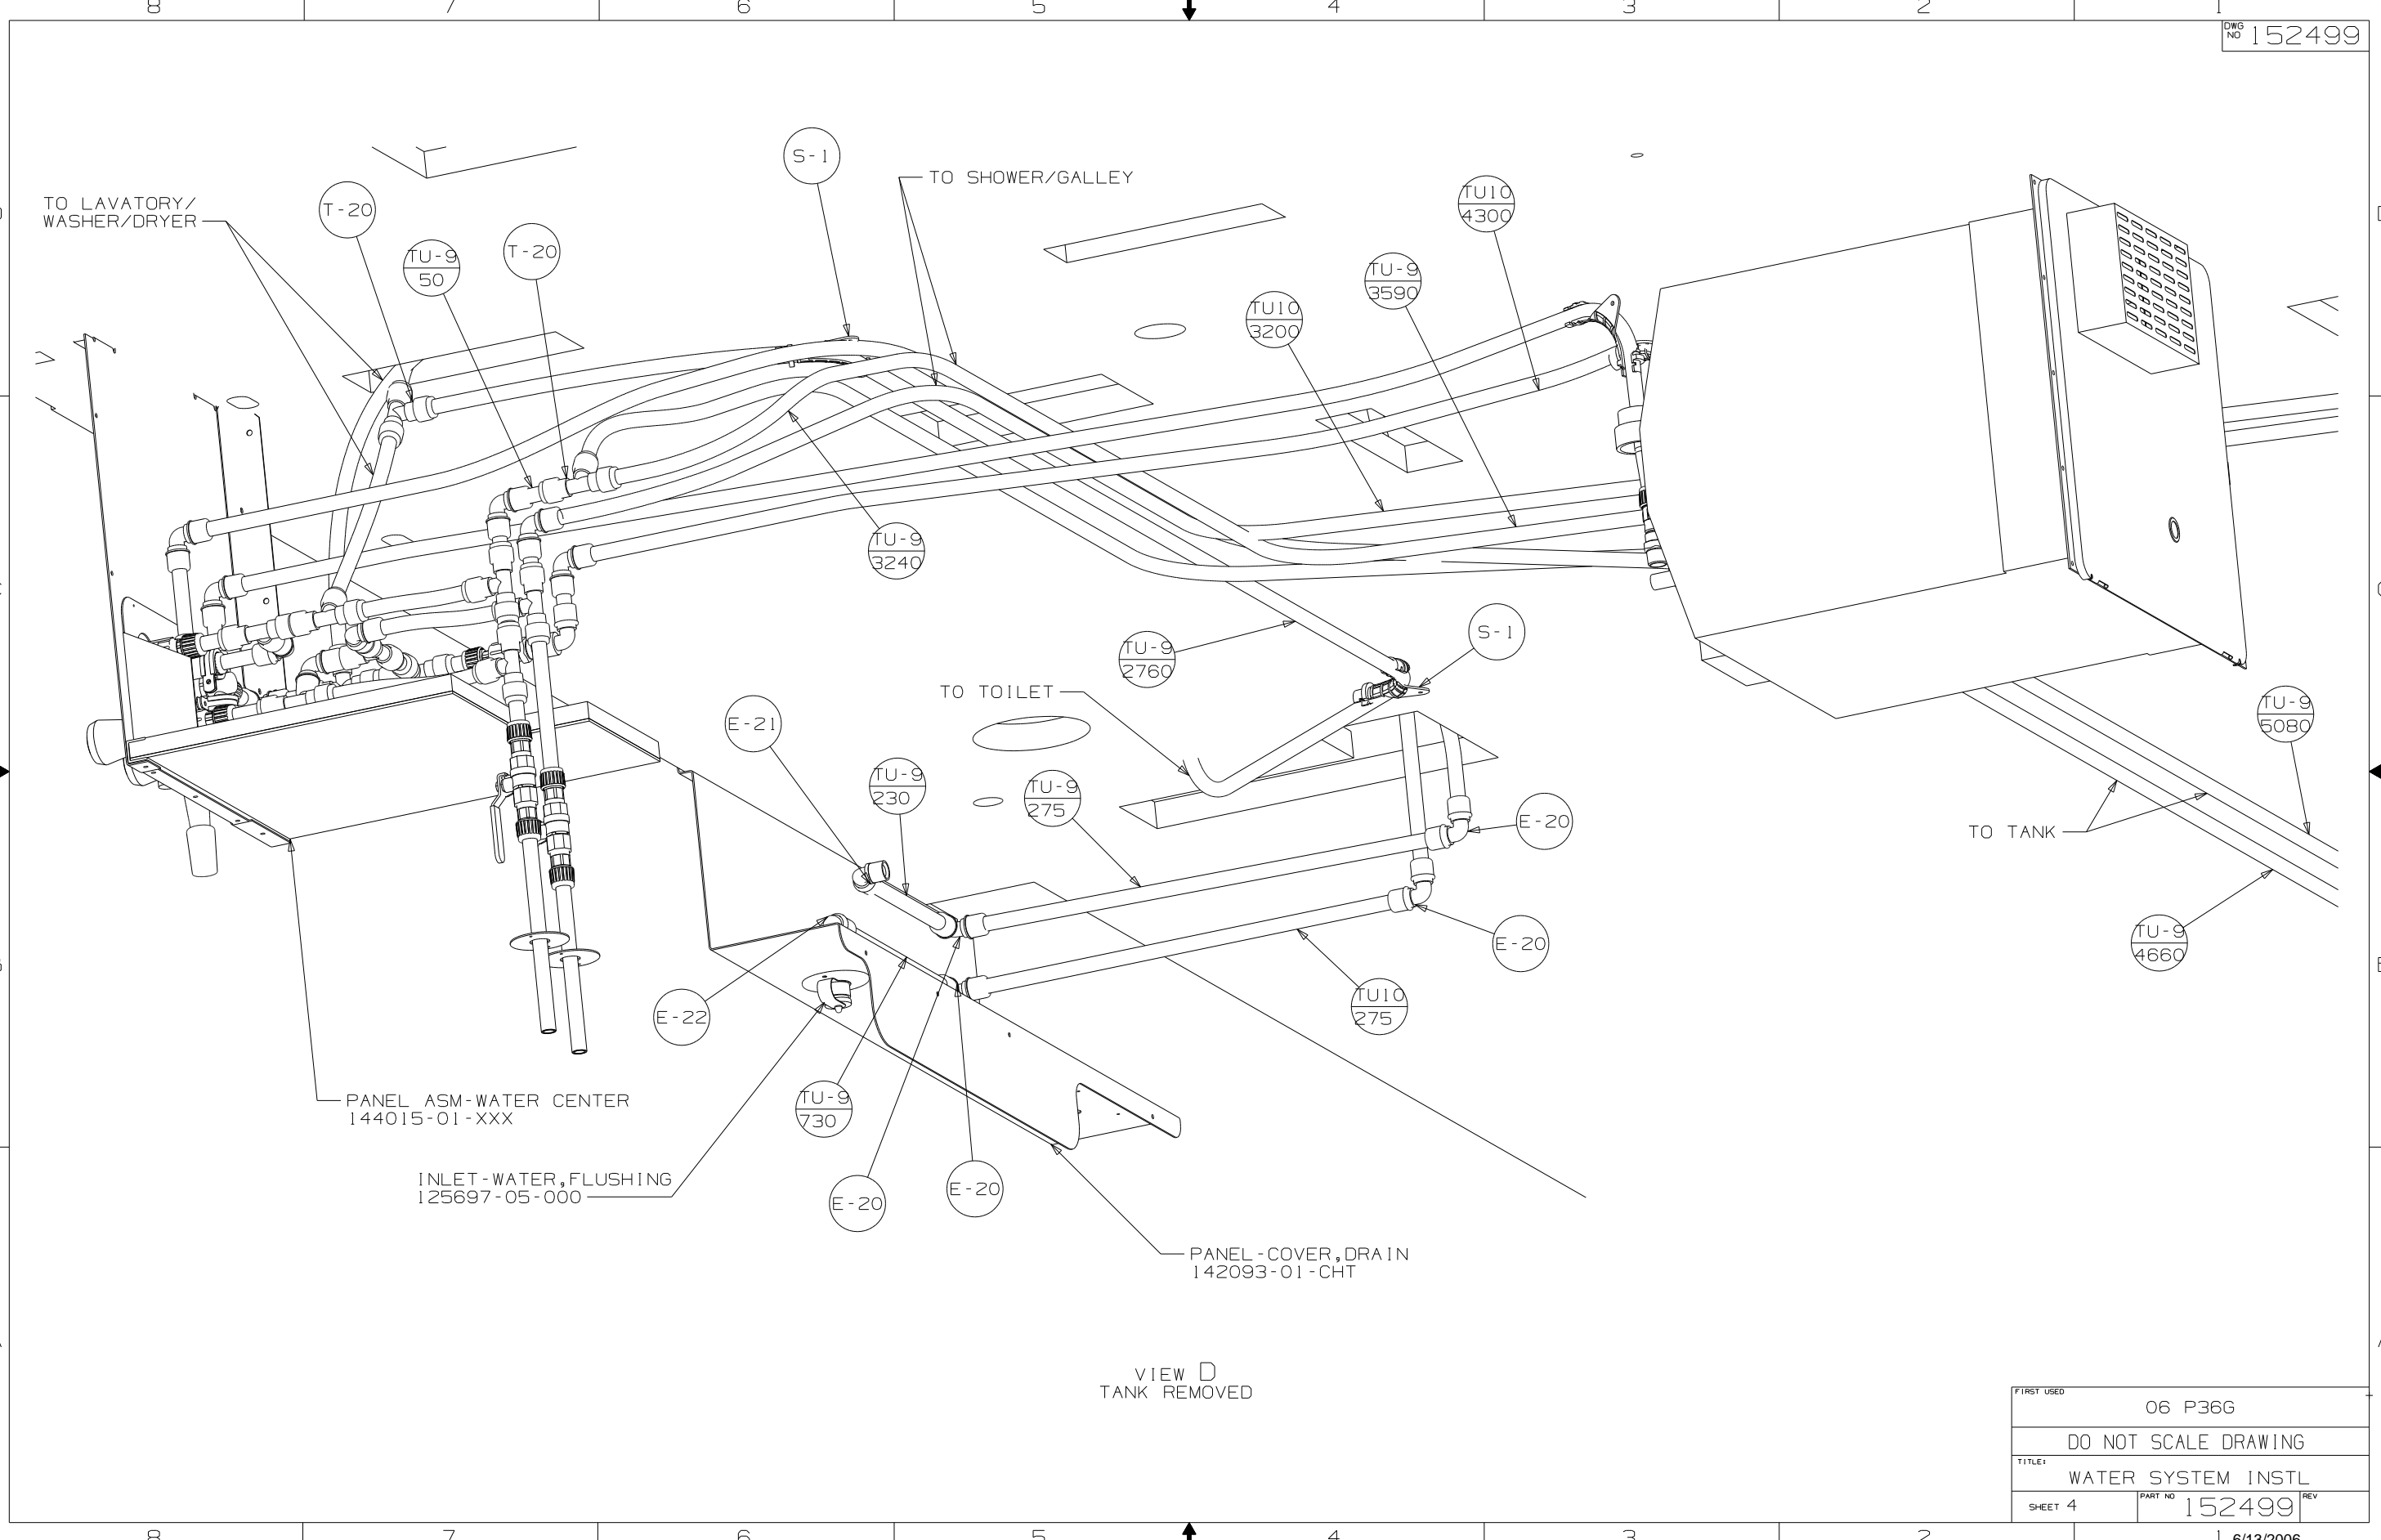 8 7 6 5 4 3 2 1
DWG NO 152499
TO LAVATORY/
WASHER/DRYER
T-20
TU-9
50
T-20
S-1
TO SHOWER/GALLEY
TU10
4300
TU-9
3590
TU10
3200
D
TU-9
3240
TU-9
2760
S-1
TO TOILET
E-21
TU-9
230
TU-9
275
E-20
TU-9
5080
TO TANK
E-20
TU-9
4660
E-22
TU10
275
TU-9
730
PANEL ASM-WATER CENTER
144015-01-XXX
INLET-WATER,FLUSHING
125697-05-000
E-20
E-20
PANEL-COVER,DRAIN
142093-01-CHT
VIEW D
TANK REMOVED
FIRST USED
06 P36G
DO NOT SCALE DRAWING
TITLE:
WATER SYSTEM INSTL
SHEET 4
PART NO 152499 REV
8 7 6 5 4 3 2 1
6/13/2006